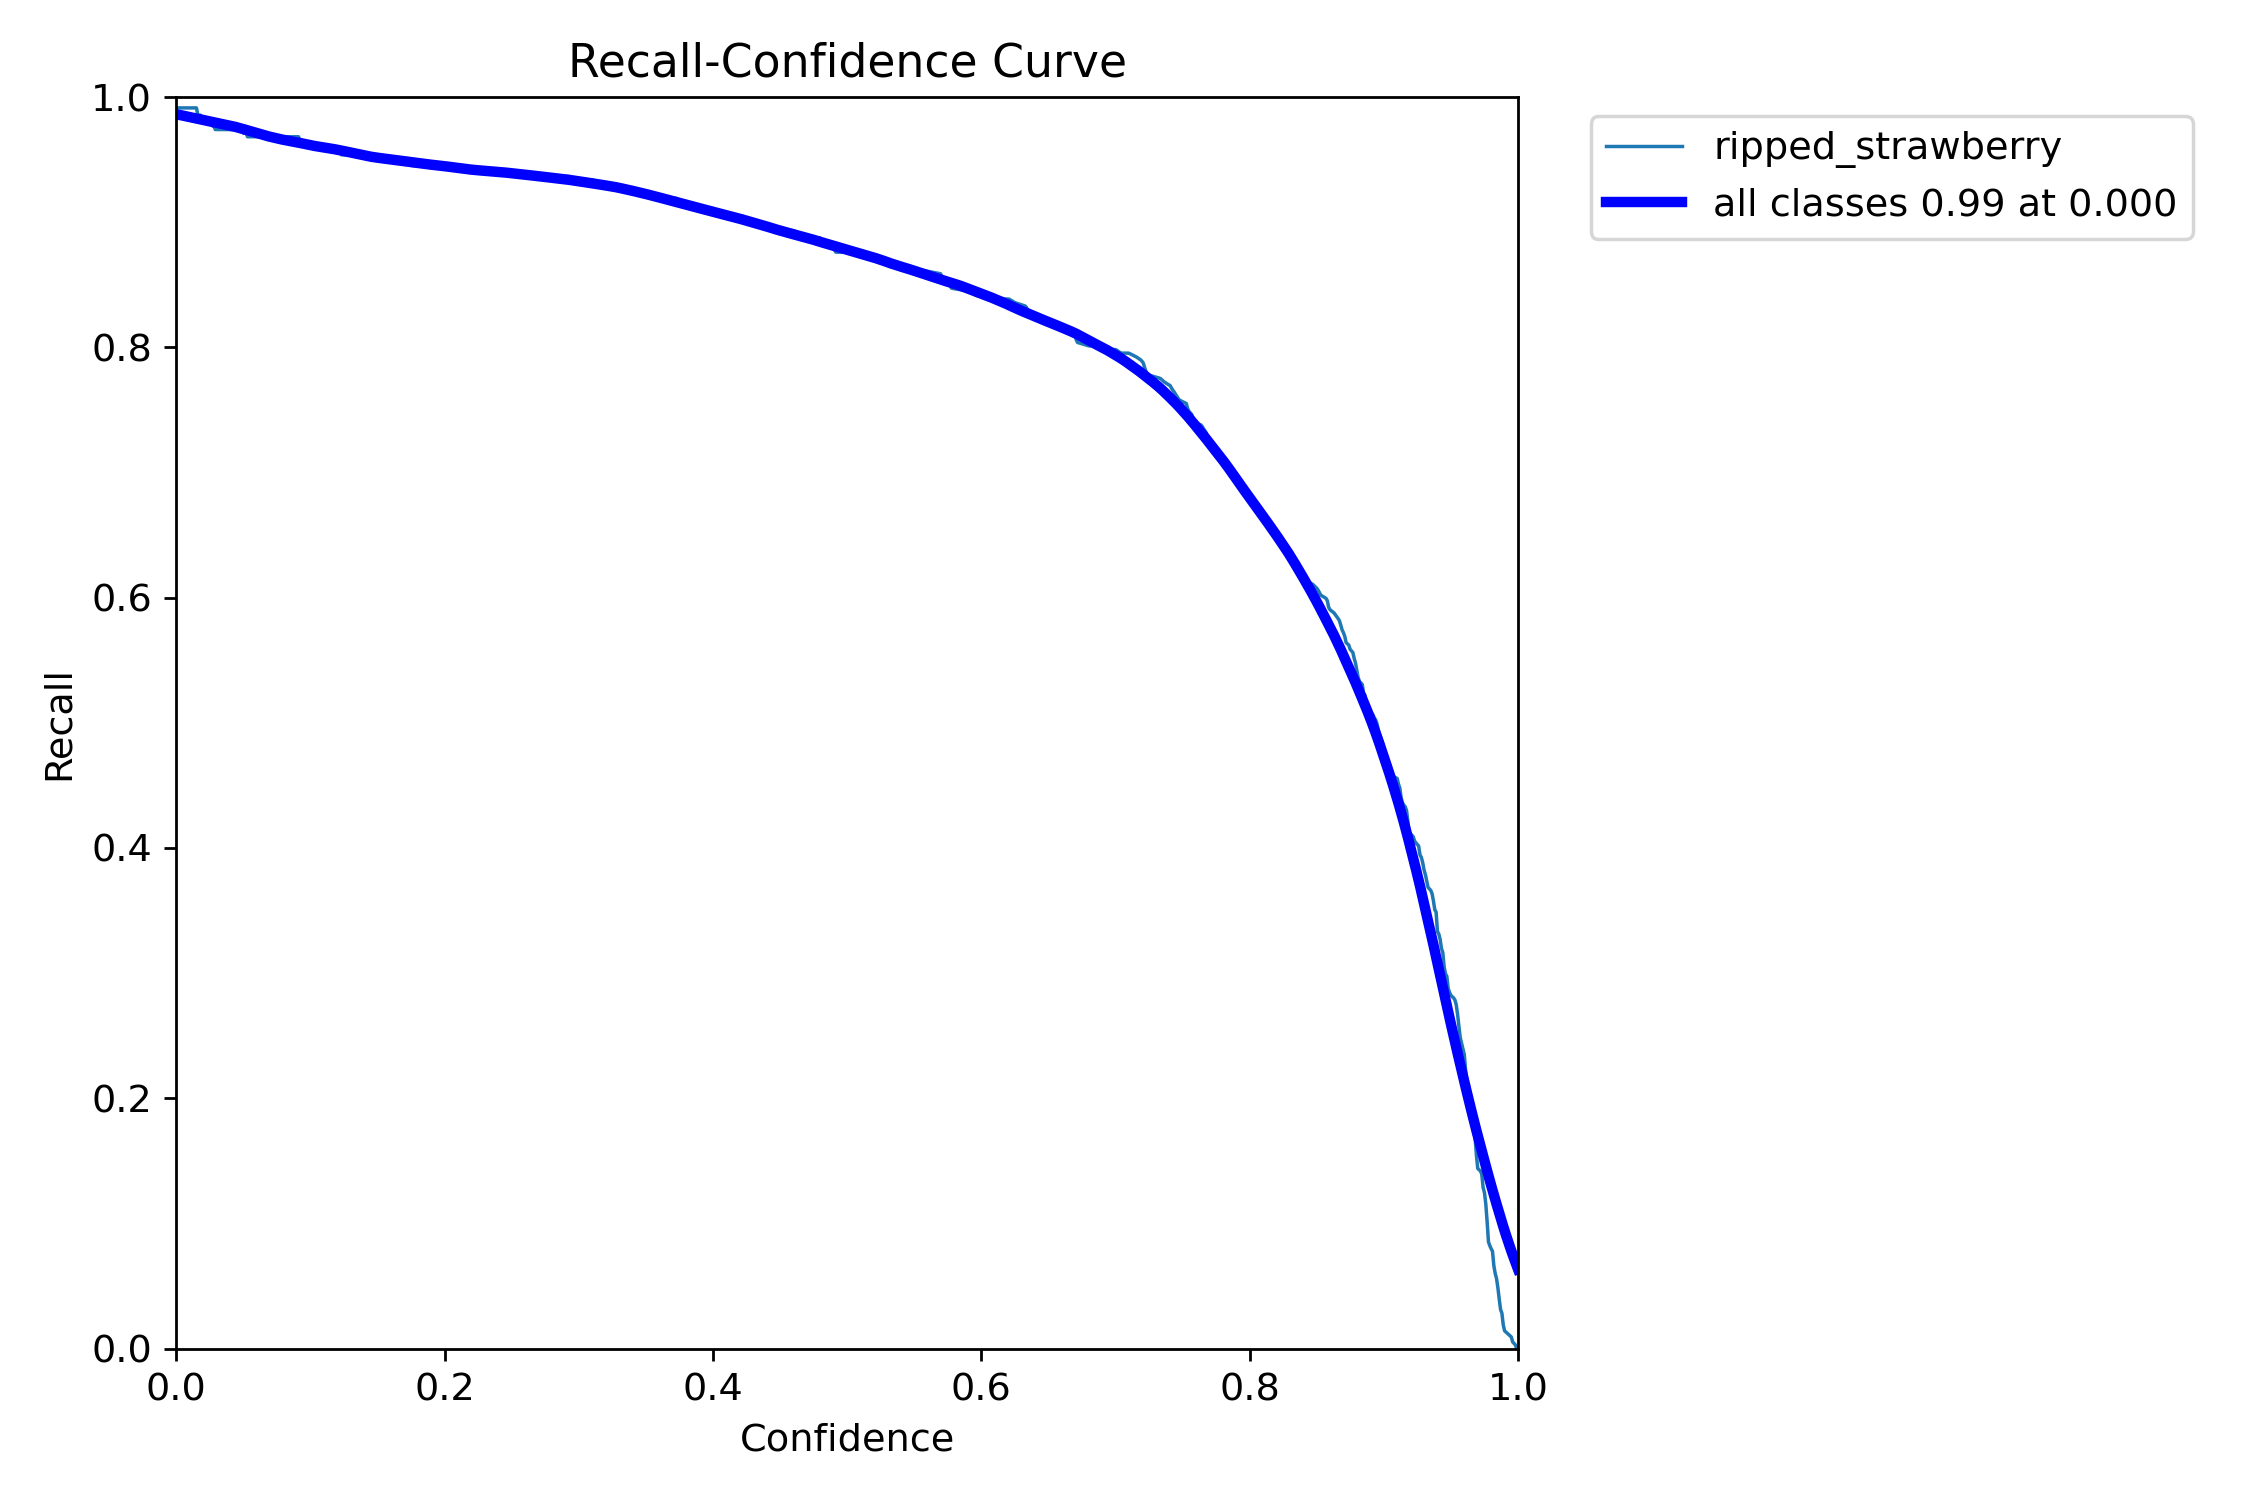 Recall-Confidence Curve
ripped_strawberry
all classes 0.99 at 0.000
1.0
0.8
0.6
0.4
0.2
0.0
Recall
0.0 0.2 0.4 0.6 0.8 1.0
Confidence